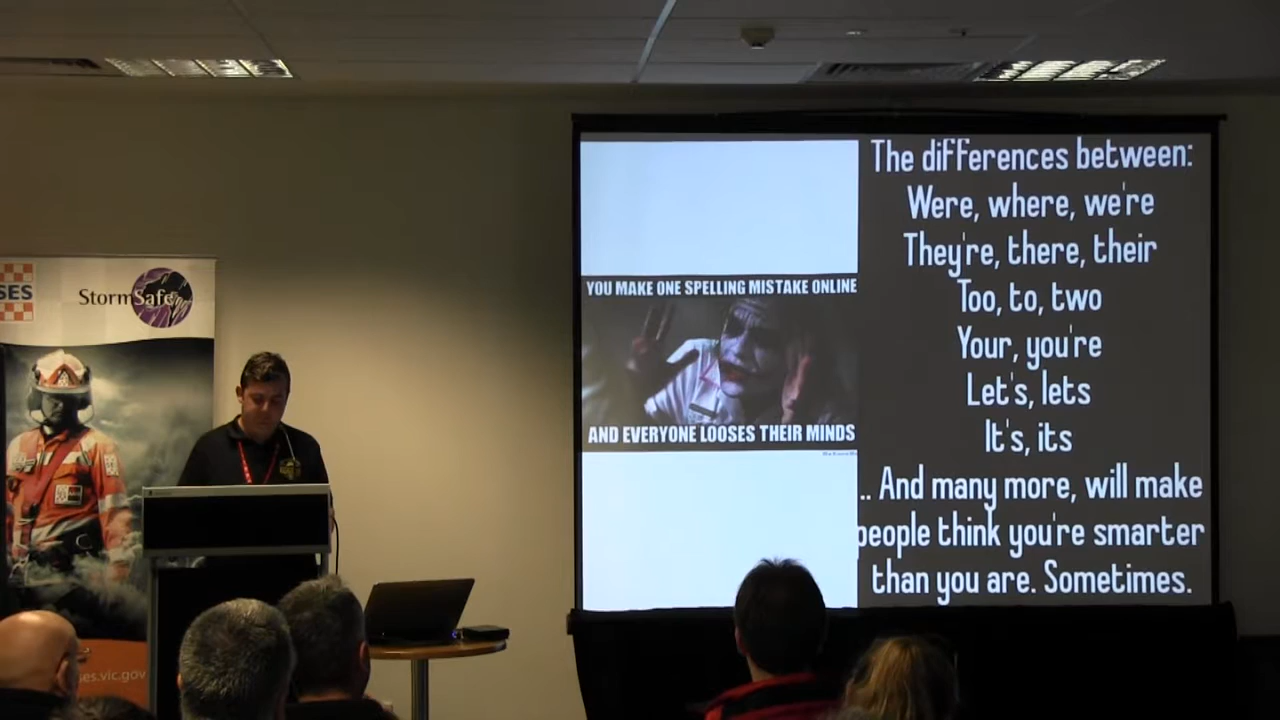 SES
StormSafe
ses.vic.gov
YOU MAKE ONE SPELLING MISTAKE ONLINE
AND EVERYONE LOOSES THEIR MINDS
The differences between:
Were, where, we're
They're, there, their
Too, to, two
Your, you're
Let's, lets
It's, its
.. And many more, will make
people think you're smarter
than you are. Sometimes.